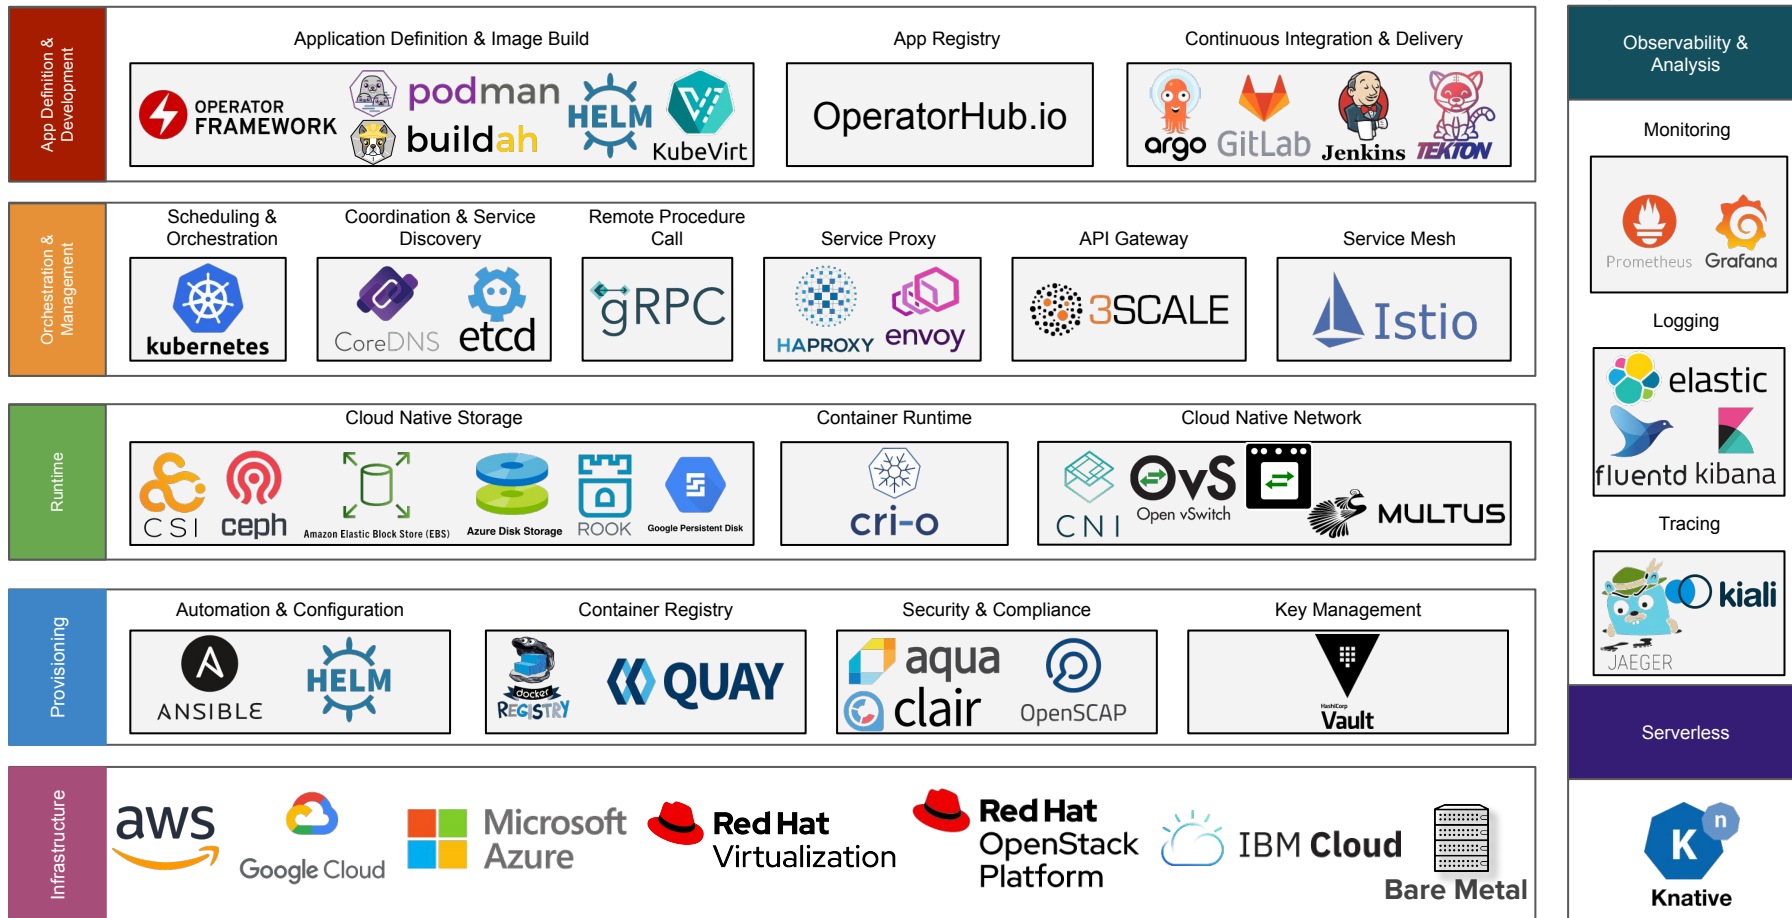 App Definition &
Development
Application Definition & Image Build
OPERATOR
FRAMEWORK
podman
buildah
HELM
KubeVirt
App Registry
OperatorHub.io
Continuous Integration & Delivery
argo
GitLab
Jenkins
TEKTON
Orchestration &
Management
Scheduling &
Orchestration
kubernetes
Coordination & Service
Discovery
CoreDNS
etcd
Remote Procedure
Call
gRPC
Service Proxy
HAPROXY
envoy
API Gateway
3SCALE
Service Mesh
Istio
Runtime
Cloud Native Storage
CSI
ceph
Amazon Elastic Block Store (EBS)
Azure Disk Storage
ROOK
Google Persistent Disk
Container Runtime
cri-o
Cloud Native Network
CNI
OvS
Open vSwitch
MULTUS
Provisioning
Automation & Configuration
ANSIBLE
HELM
Container Registry
docker
REGISTRY
QUAY
Security & Compliance
aqua
clair
OpenSCAP
Key Management
HashiCorp
Vault
Infrastructure
aws
Google Cloud
Microsoft
Azure
Red Hat
Virtualization
Red Hat
OpenStack
Platform
IBM Cloud
Bare Metal
Observability &
Analysis
Monitoring
Prometheus
Grafana
Logging
elastic
fluentd
kibana
Tracing
JAEGER
kiali
Serverless
K
n
Knative